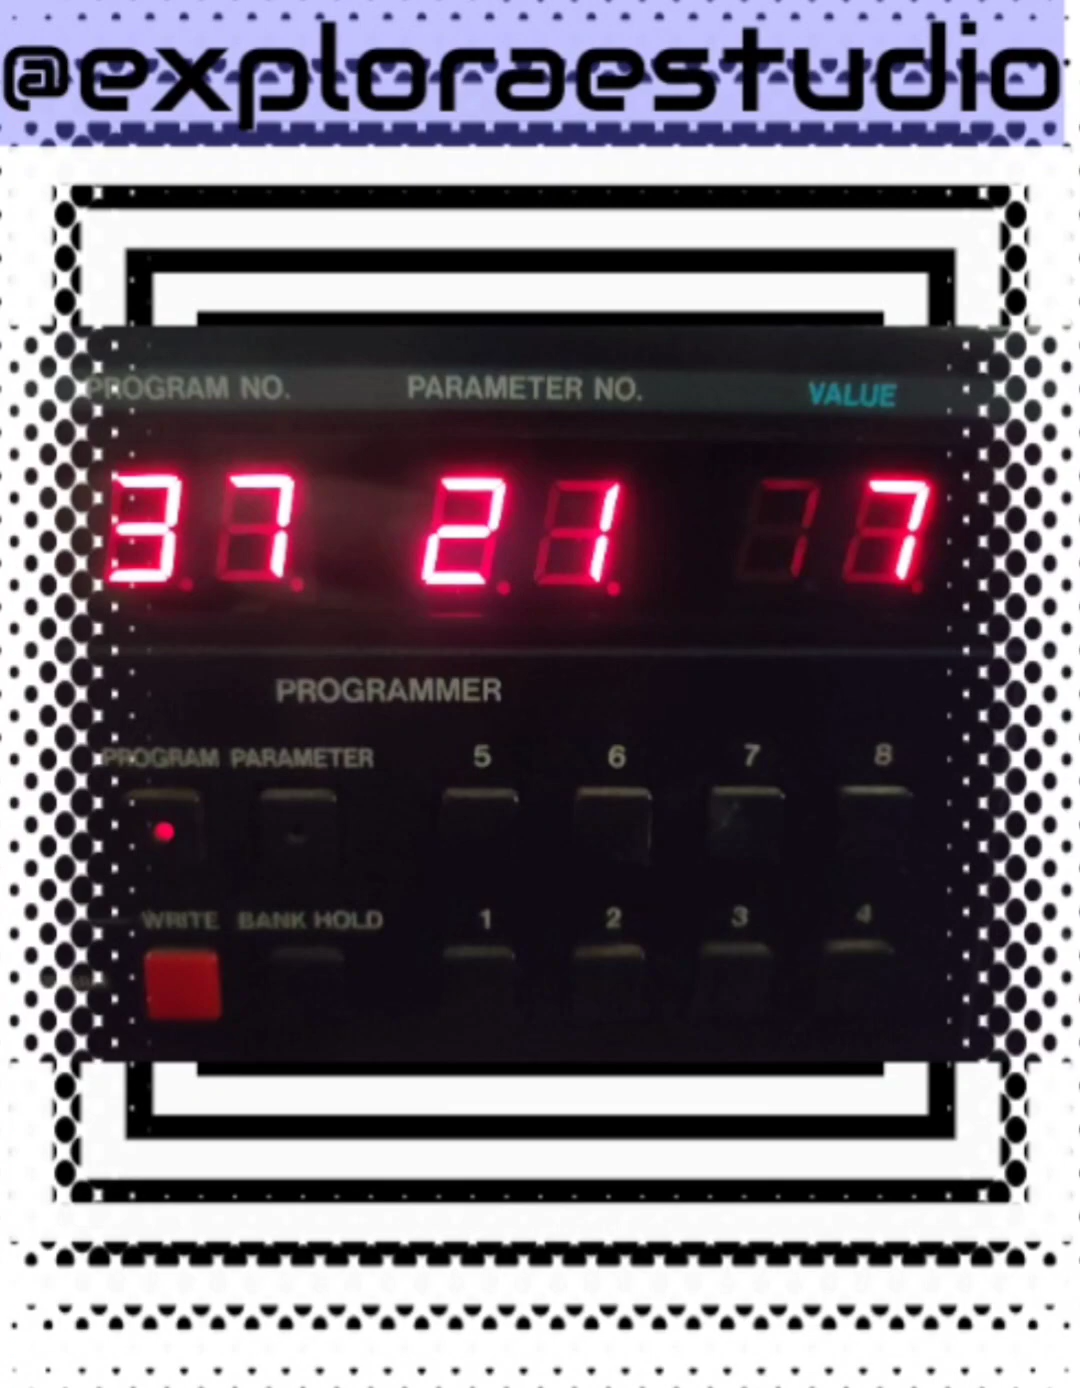 @exploraestudio
PROGRAM NO. PARAMETER NO. VALUE
37 21 7
PROGRAMMER
PROGRAM PARAMETER 5 6 7 8
WRITE BANK HOLD 1 2 3 4